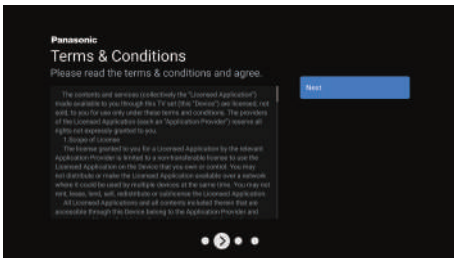 Panasonic
Terms & Conditions
Please read the terms & conditions and agree.
Next
The contents and services (collectively the "Licensed Application")
made available to you through this TV set (this "Device") are licensed, not
sold, to you for use only under these terms and conditions. The providers
of the Licensed Application (each an "Application Provider") reserve all
rights not expressly granted to you.
1.Scope of License
The license granted to you for a Licensed Application by the relevant
Application Provider is limited to a non-transferable license to use the
Licensed Application on the Device that you own or control. You may
not distribute or make the Licensed Application available over a network
where it could be used by multiple devices at the same time. You may not
rent, lease, lend, sell, redistribute or sublicense the Licensed Application.
All Licensed Applications and all contents included therein that are
accessible through this Device belong to the Application Provider and